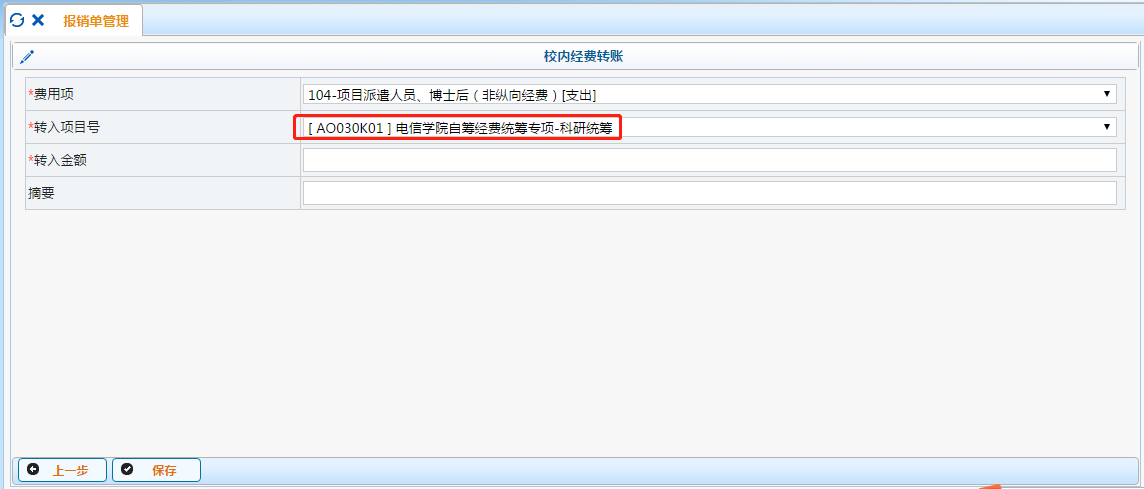 报销单管理
校内经费转账
*费用项
104-项目派遣人员、博士后（非纵向经费）[支出]
*转入项目号
[ AO030K01 ] 电信学院自筹经费统筹专项-科研统筹
*转入金额
摘要
上一步 保存